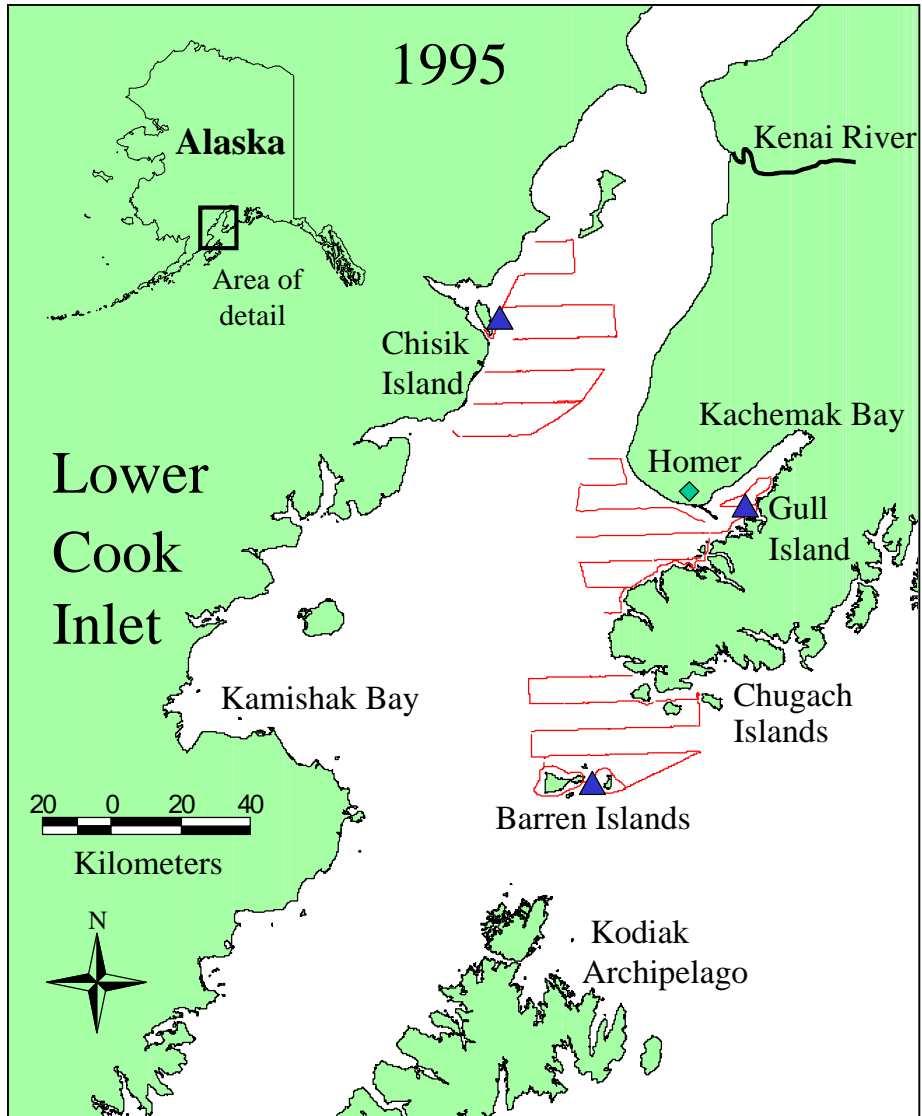 1995
Alaska
Area of
detail
Kenai River
Chisik
Island
Kachemak Bay
Homer
Gull
Island
Lower
Cook
Inlet
Kamishak Bay
Chugach
Islands
Barren Islands
20 0 20 40
Kilometers
N
Kodiak
Archipelago